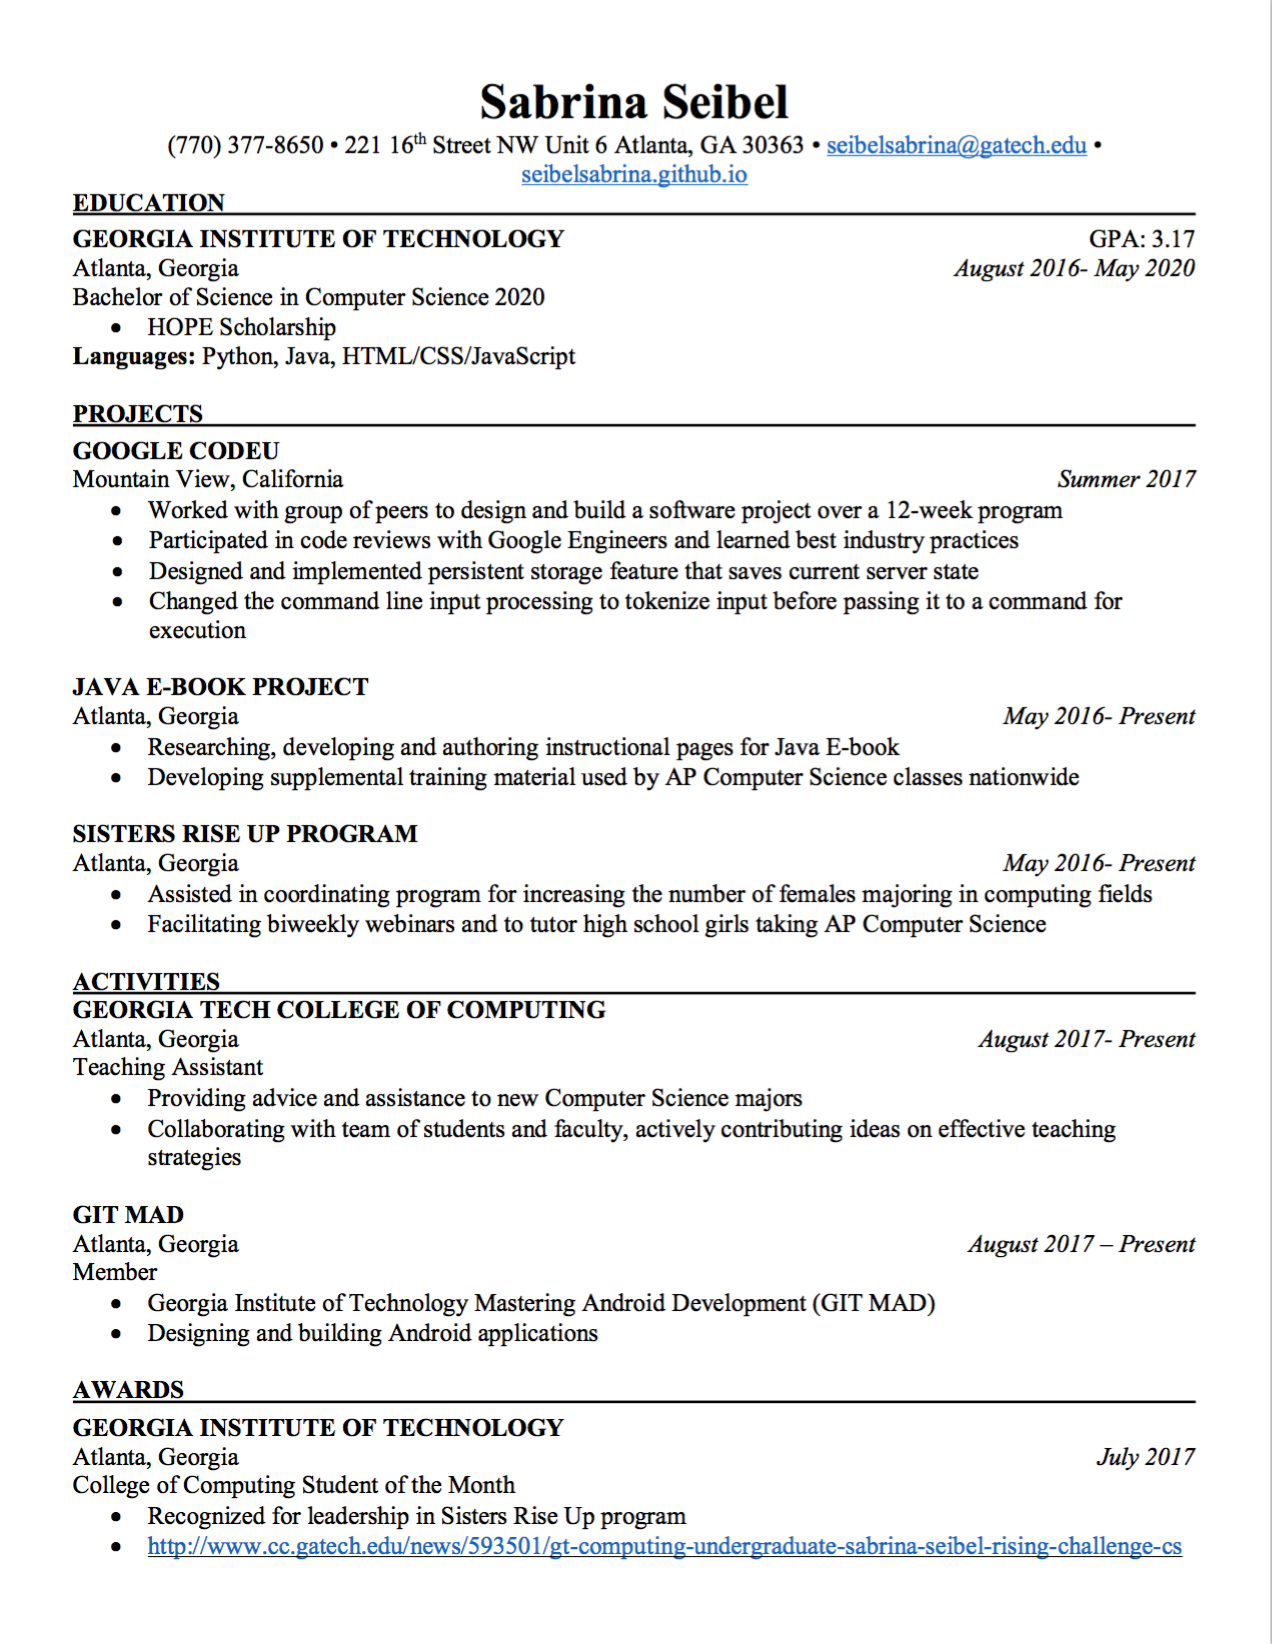 Sabrina Seibel
(770) 377-8650 • 221 16th Street NW Unit 6 Atlanta, GA 30363 • seibelsabrina@gatech.edu •
seibelsabrina.github.io
EDUCATION
GEORGIA INSTITUTE OF TECHNOLOGY GPA: 3.17
Atlanta, Georgia August 2016- May 2020
Bachelor of Science in Computer Science 2020
• HOPE Scholarship
Languages: Python, Java, HTML/CSS/JavaScript
PROJECTS
GOOGLE CODEU
Mountain View, California Summer 2017
• Worked with group of peers to design and build a software project over a 12-week program
• Participated in code reviews with Google Engineers and learned best industry practices
• Designed and implemented persistent storage feature that saves current server state
• Changed the command line input processing to tokenize input before passing it to a command for
execution
JAVA E-BOOK PROJECT
Atlanta, Georgia May 2016- Present
• Researching, developing and authoring instructional pages for Java E-book
• Developing supplemental training material used by AP Computer Science classes nationwide
SISTERS RISE UP PROGRAM
Atlanta, Georgia May 2016- Present
• Assisted in coordinating program for increasing the number of females majoring in computing fields
• Facilitating biweekly webinars and to tutor high school girls taking AP Computer Science
ACTIVITIES
GEORGIA TECH COLLEGE OF COMPUTING
Atlanta, Georgia August 2017- Present
Teaching Assistant
• Providing advice and assistance to new Computer Science majors
• Collaborating with team of students and faculty, actively contributing ideas on effective teaching
strategies
GIT MAD
Atlanta, Georgia August 2017 – Present
Member
• Georgia Institute of Technology Mastering Android Development (GIT MAD)
• Designing and building Android applications
AWARDS
GEORGIA INSTITUTE OF TECHNOLOGY
Atlanta, Georgia July 2017
College of Computing Student of the Month
• Recognized for leadership in Sisters Rise Up program
• http://www.cc.gatech.edu/news/593501/gt-computing-undergraduate-sabrina-seibel-rising-challenge-cs